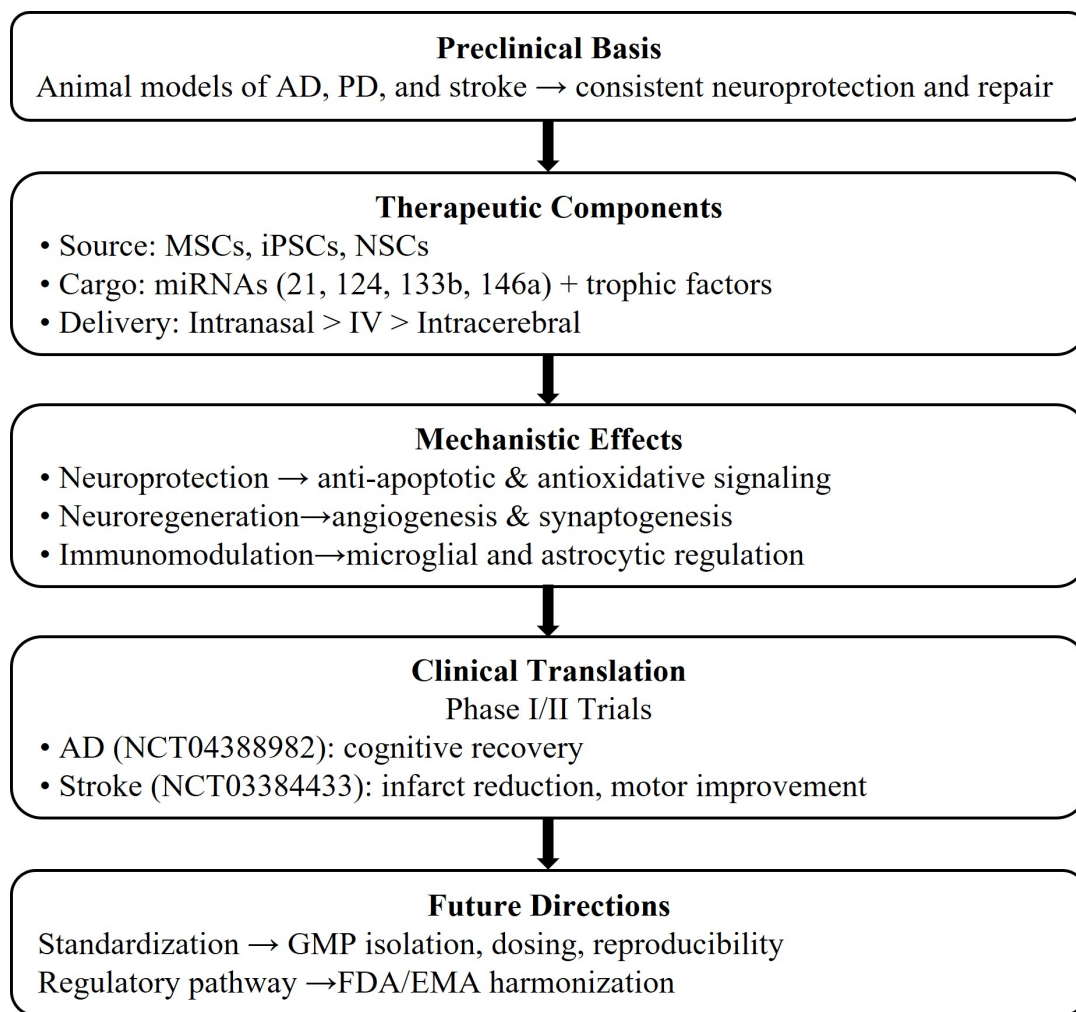 Preclinical Basis
Animal models of AD, PD, and stroke → consistent neuroprotection and repair
Therapeutic Components
• Source: MSCs, iPSCs, NSCs
• Cargo: miRNAs (21, 124, 133b, 146a) + trophic factors
• Delivery: Intranasal > IV > Intracerebral
Mechanistic Effects
• Neuroprotection → anti-apoptotic & antioxidative signaling
• Neuroregeneration→angiogenesis & synaptogenesis
• Immunomodulation→microglial and astrocytic regulation
Clinical Translation
Phase I/II Trials
• AD (NCT04388982): cognitive recovery
• Stroke (NCT03384433): infarct reduction, motor improvement
Future Directions
Standardization → GMP isolation, dosing, reproducibility
Regulatory pathway →FDA/EMA harmonization